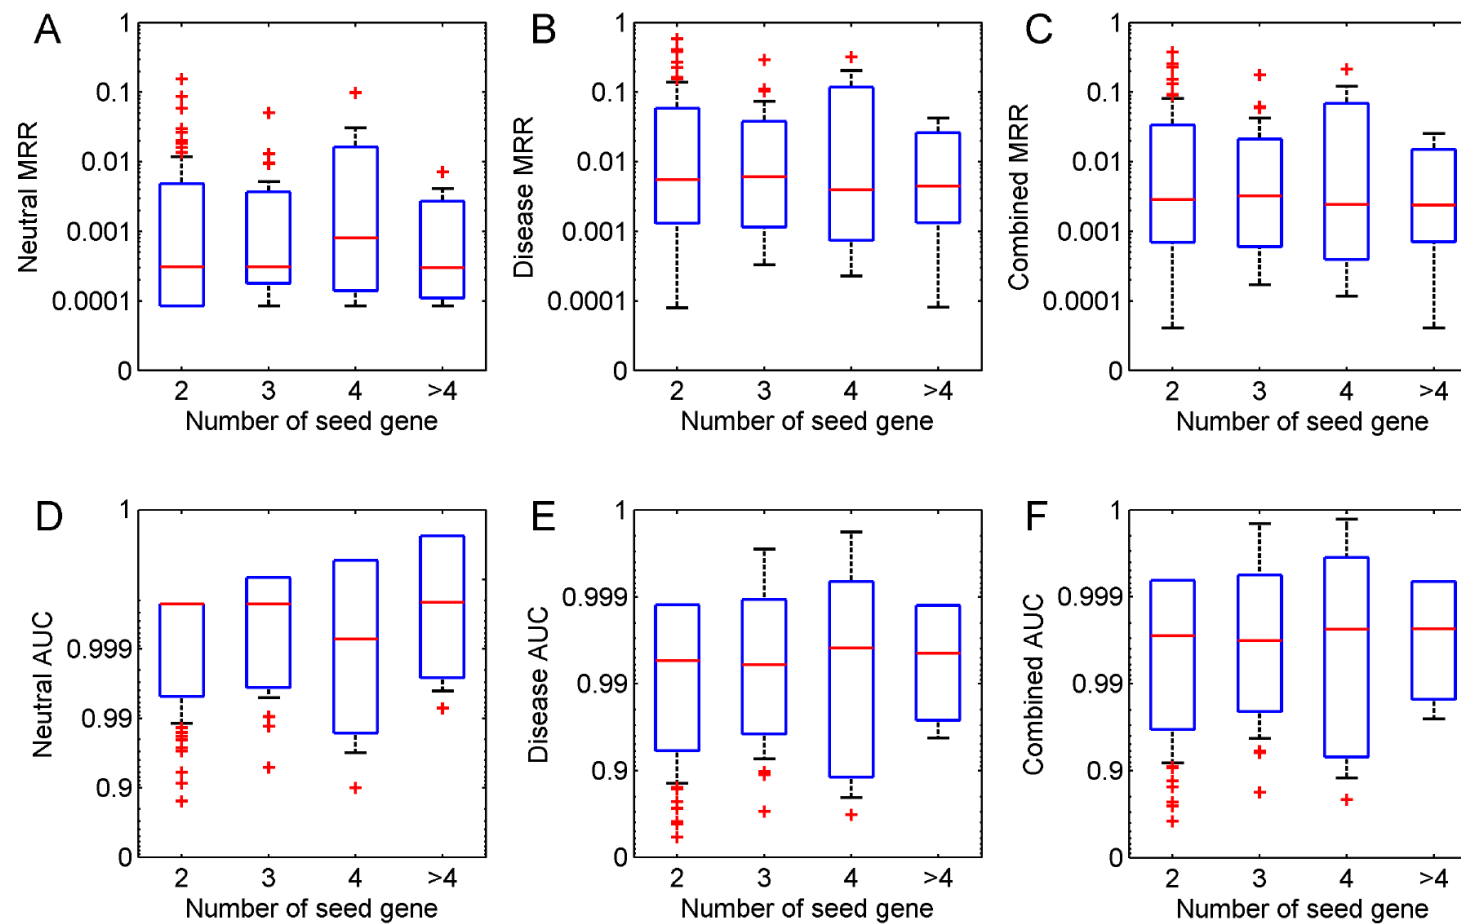 A
Neutral MRR
1
0.1
0.01
0.001
0.0001
0
2 3 4 >4
Number of seed gene
B
Disease MRR
1
0.1
0.01
0.001
0.0001
0
2 3 4 >4
Number of seed gene
C
Combined MRR
1
0.1
0.01
0.001
0.0001
0
2 3 4 >4
Number of seed gene
D
Neutral AUC
1
0.999
0.99
0.9
0
2 3 4 >4
Number of seed gene
E
Disease AUC
1
0.999
0.99
0.9
0
2 3 4 >4
Number of seed gene
F
Combined AUC
1
0.999
0.99
0.9
0
2 3 4 >4
Number of seed gene